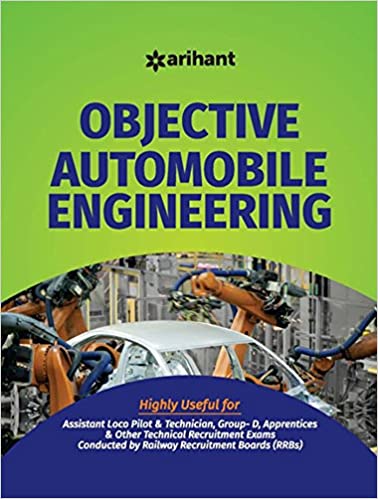 arihant
OBJECTIVE
AUTOMOBILE
ENGINEERING
Highly Useful for
Assistant Loco Pilot & Technician, Group- D, Apprentices
& Other Technical Recruitment Exams
Conducted by Railway Recruitment Boards (RRBs)